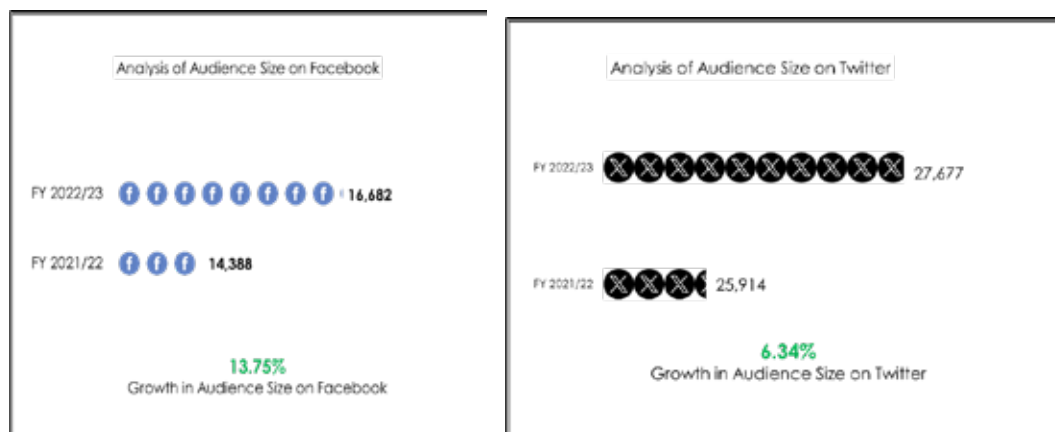 Analysis of Audience Size on Facebook
FY 2022/23 16,682
FY 2021/22 14,388
13.75%
Growth in Audience Size on Facebook
Analysis of Audience Size on Twitter
FY 2022/23 27,677
FY 2021/22 25,914
6.34%
Growth in Audience Size on Twitter